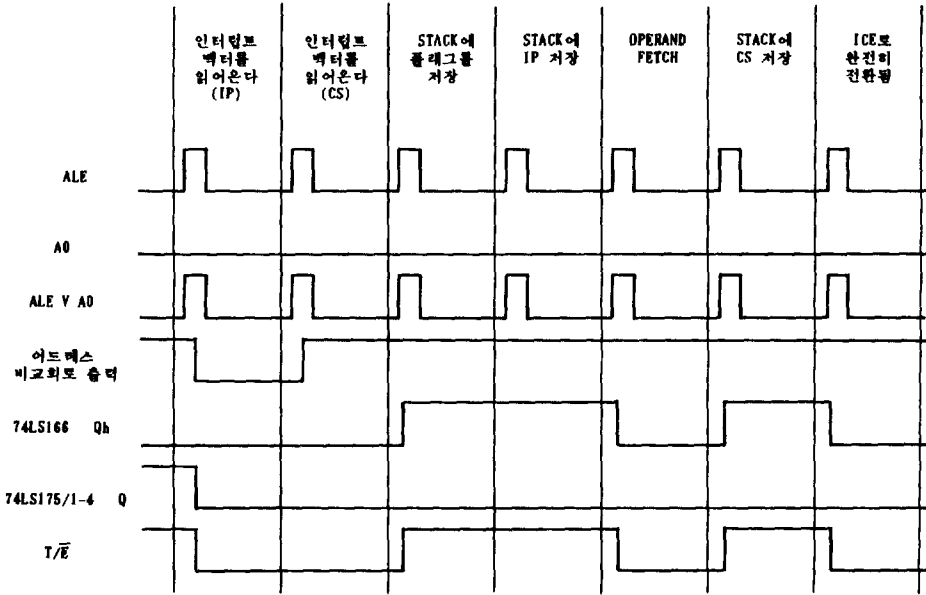 인터럽트
벡터를
읽어온다
(IP)
인터럽트
벡터를
읽어온다
(CS)
STACK에
플래그를
저장
STACK에
IP 저장
OPERAND
FETCH
STACK에
CS 저장
ICE로
완전히
전환됨
ALE
A0
ALE V A0
어드레스
비교회로 출력
74LS166 Qh
74LS175/1-4 Q
T/E̅